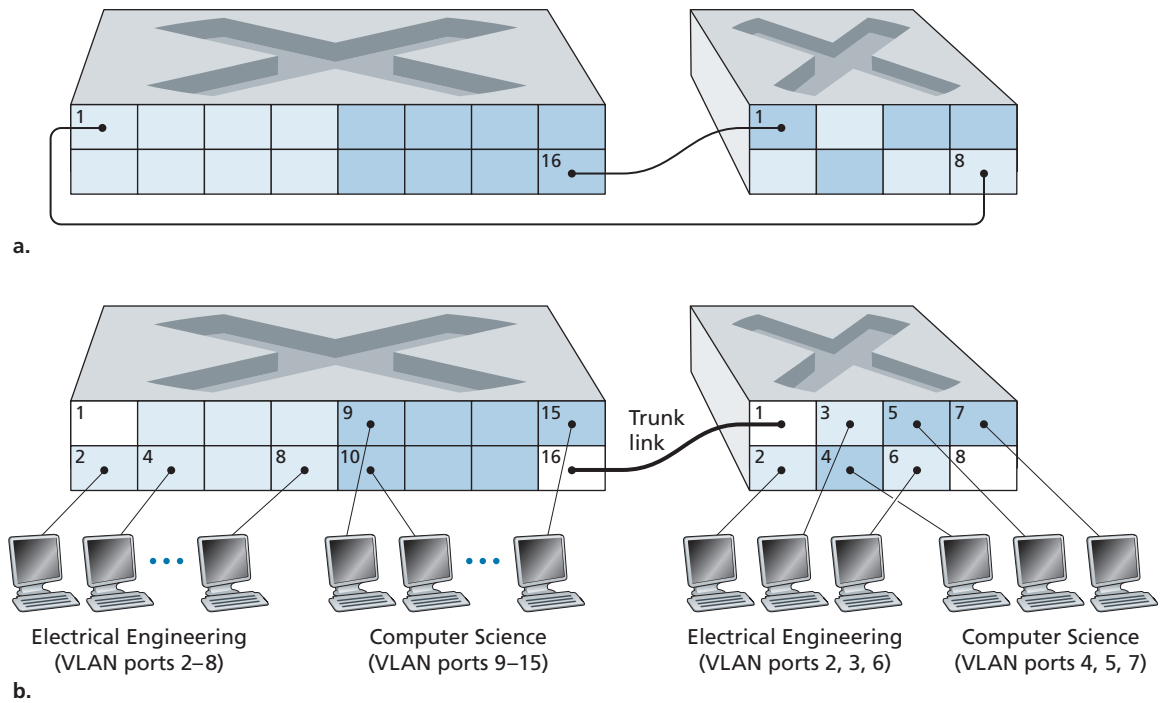 1
16
1
8
a.
1
9
15
2
4
8
10
16
Trunk
link
1
3
5
7
2
4
6
8
Electrical Engineering
(VLAN ports 2–8)
Computer Science
(VLAN ports 9–15)
Electrical Engineering
(VLAN ports 2, 3, 6)
Computer Science
(VLAN ports 4, 5, 7)
b.